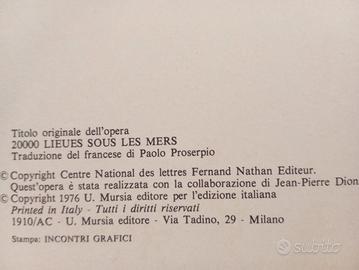 Titolo originale dell'opera
20000 LIEUES SOUS LES MERS
Traduzione del francese di Paolo Proserpio
© Copyright Centre National des lettres Fernand Nathan Editeur.
Quest'opera è stata realizzata con la collaborazione di Jean-Pierre Dion
© Copyright 1976 U. Mursia editore per l'edizione italiana
Printed in Italy - Tutti i diritti riservati
1910/AC - U. Mursia editore - Via Tadino, 29 - Milano
Stampa: INCONTRI GRAFICI
subito